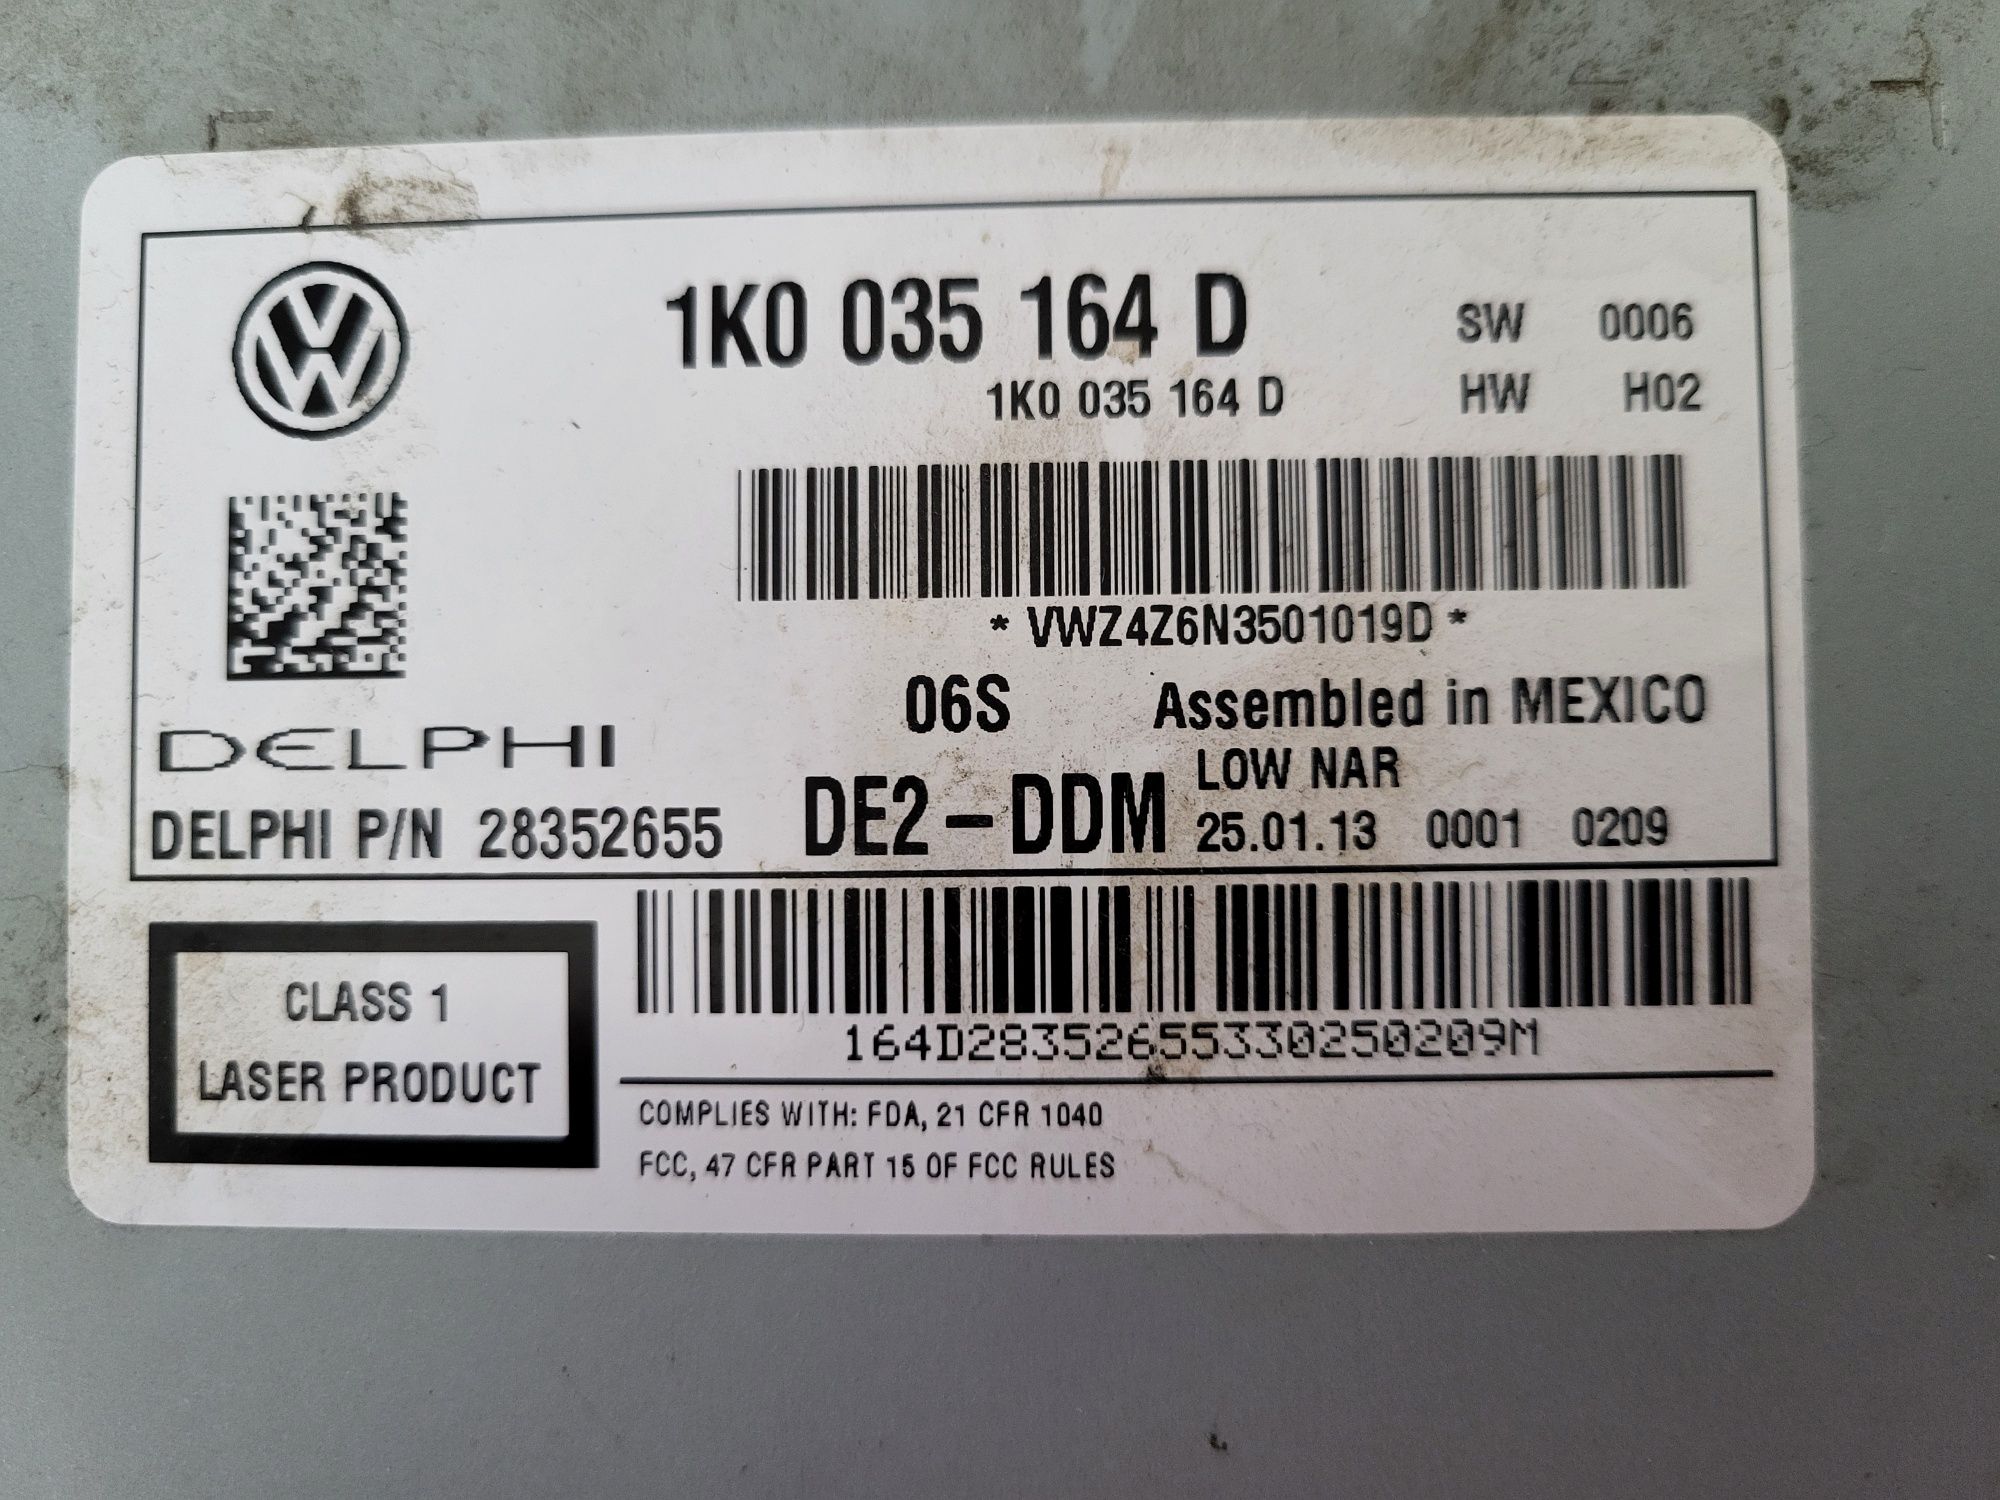 1K0 035 164 D
SW 0006
1K0 035 164 D
HW H02
* VWZ4Z6N3501019D *
06S Assembled in MEXICO
DELPHI
LOW NAR
DELPHI P/N 28352655 DE2-DDM 25.01.13 0001 0209
164D28352655330250209M
CLASS 1
LASER PRODUCT
COMPLIES WITH: FDA, 21 CFR 1040
FCC, 47 CFR PART 15 OF FCC RULES